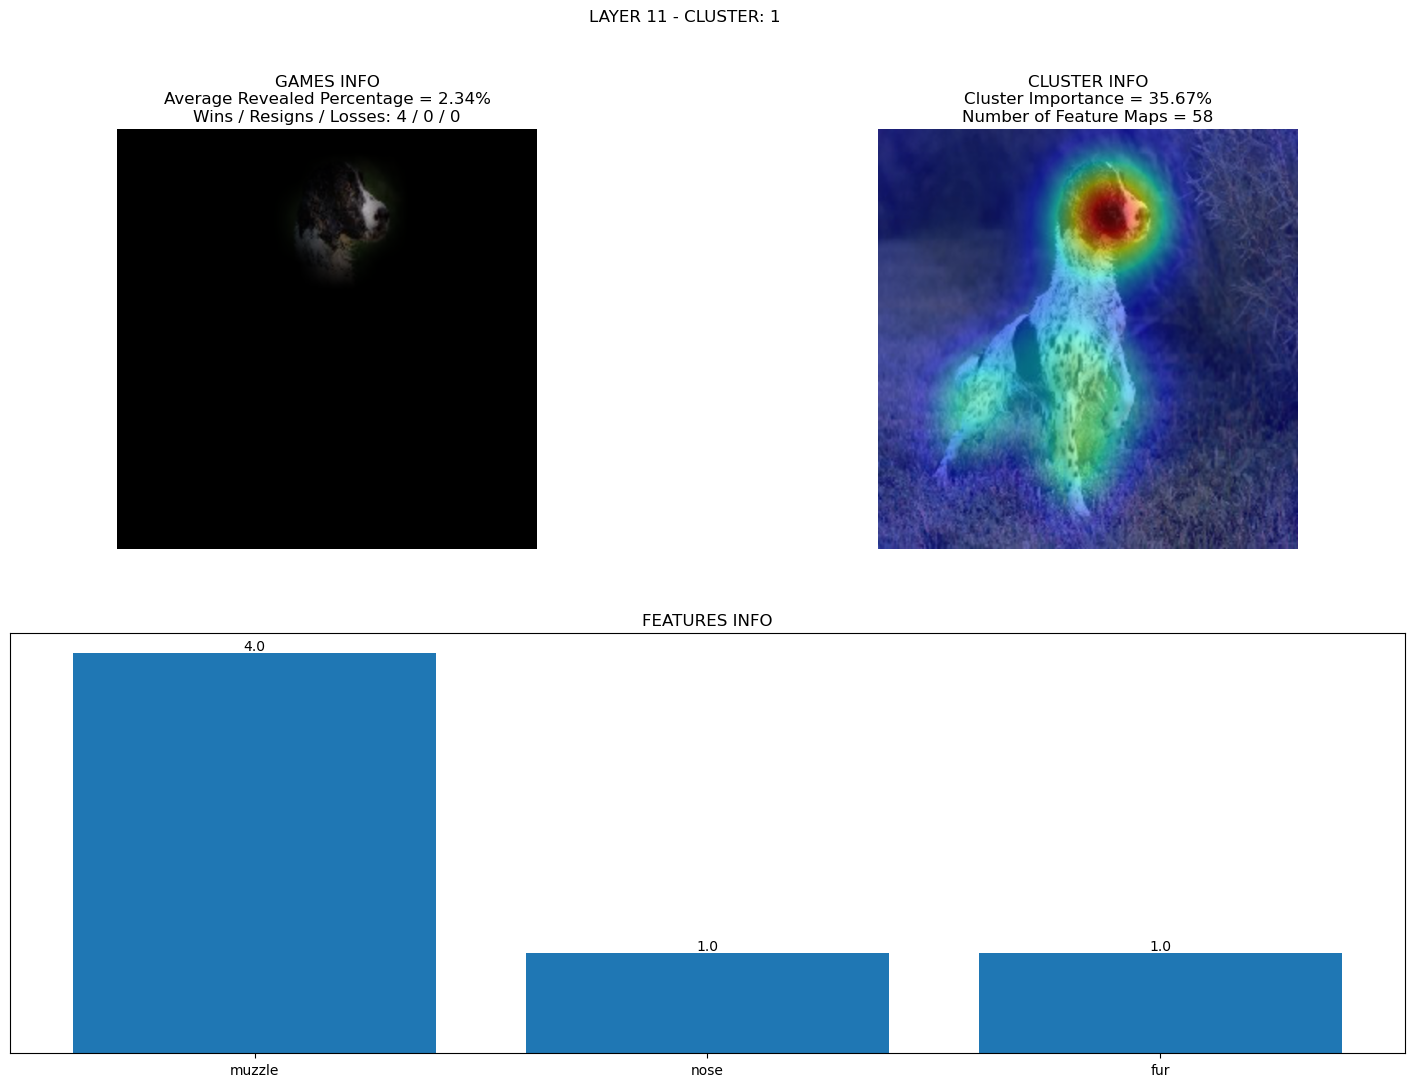 LAYER 11 - CLUSTER: 1
GAMES INFO
Average Revealed Percentage = 2.34%
Wins / Resigns / Losses: 4 / 0 / 0
CLUSTER INFO
Cluster Importance = 35.67%
Number of Feature Maps = 58
FEATURES INFO
4.0
1.0
1.0
muzzle
nose
fur